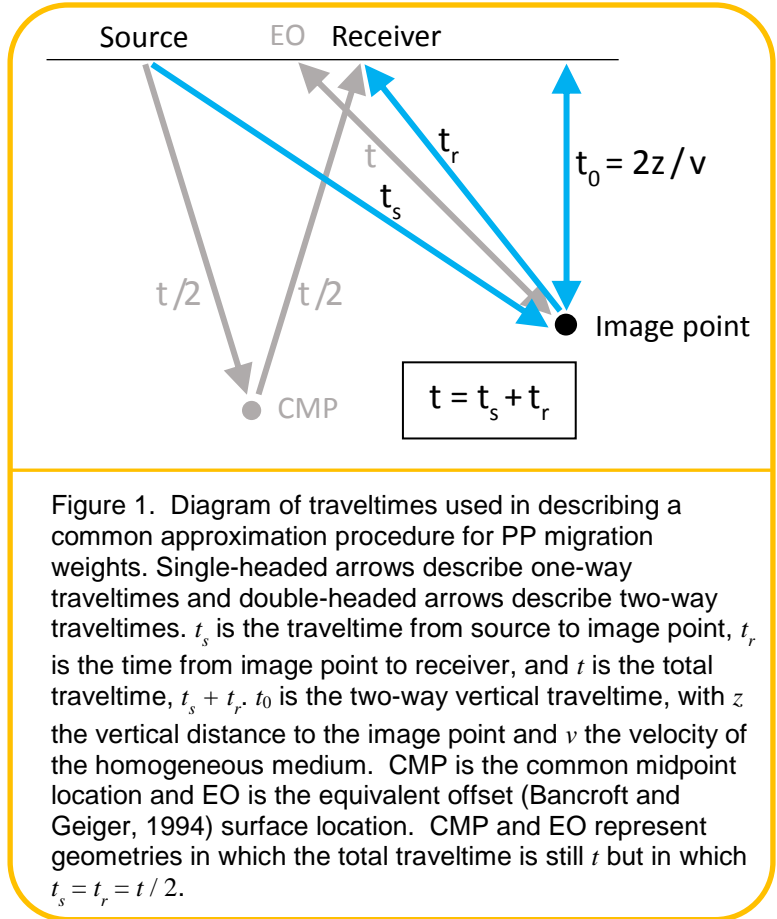 Source EO Receiver
t
t_r
t_0 = 2z / v
t_s
t /2 t /2
Image point
CMP
t = t_s + t_r
Figure 1. Diagram of traveltimes used in describing a
common approximation procedure for PP migration
weights. Single-headed arrows describe one-way
traveltimes and double-headed arrows describe two-way
traveltimes. t_s is the traveltime from source to image point, t_r
is the time from image point to receiver, and t is the total
traveltime, t_s + t_r. t_0 is the two-way vertical traveltime, with z
the vertical distance to the image point and v the velocity of
the homogeneous medium. CMP is the common midpoint
location and EO is the equivalent offset (Bancroft and
Geiger, 1994) surface location. CMP and EO represent
geometries in which the total traveltime is still t but in which
t_s = t_r = t / 2.